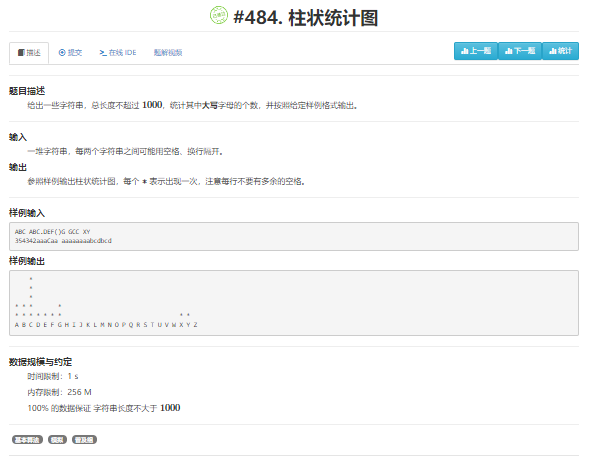 #484. 柱状统计图
描述 提交 在线 IDE 题解视频 上一题 下一题 统计
题目描述
给出一些字符串，总长度不超过 1000，统计其中大写字母的个数，并按照给定样例格式输出。
输入
一堆字符串，每两个字符串之间可能用空格、换行隔开。
输出
参照样例输出柱状统计图，每个 * 表示出现一次，注意每行不要有多余的空格。
样例输入
ABC ABC.DEF()G GCC XY
354342aaaCaa aaaaaaaabcdbcd
样例输出
    *
    *
    *
* * *       *
* * * * * * *                                 * *
A B C D E F G H I J K L M N O P Q R S T U V W X Y Z
数据规模与约定
时间限制：1 s
内存限制：256 M
100% 的数据保证 字符串长度不大于 1000
基本算法 模拟 普及组